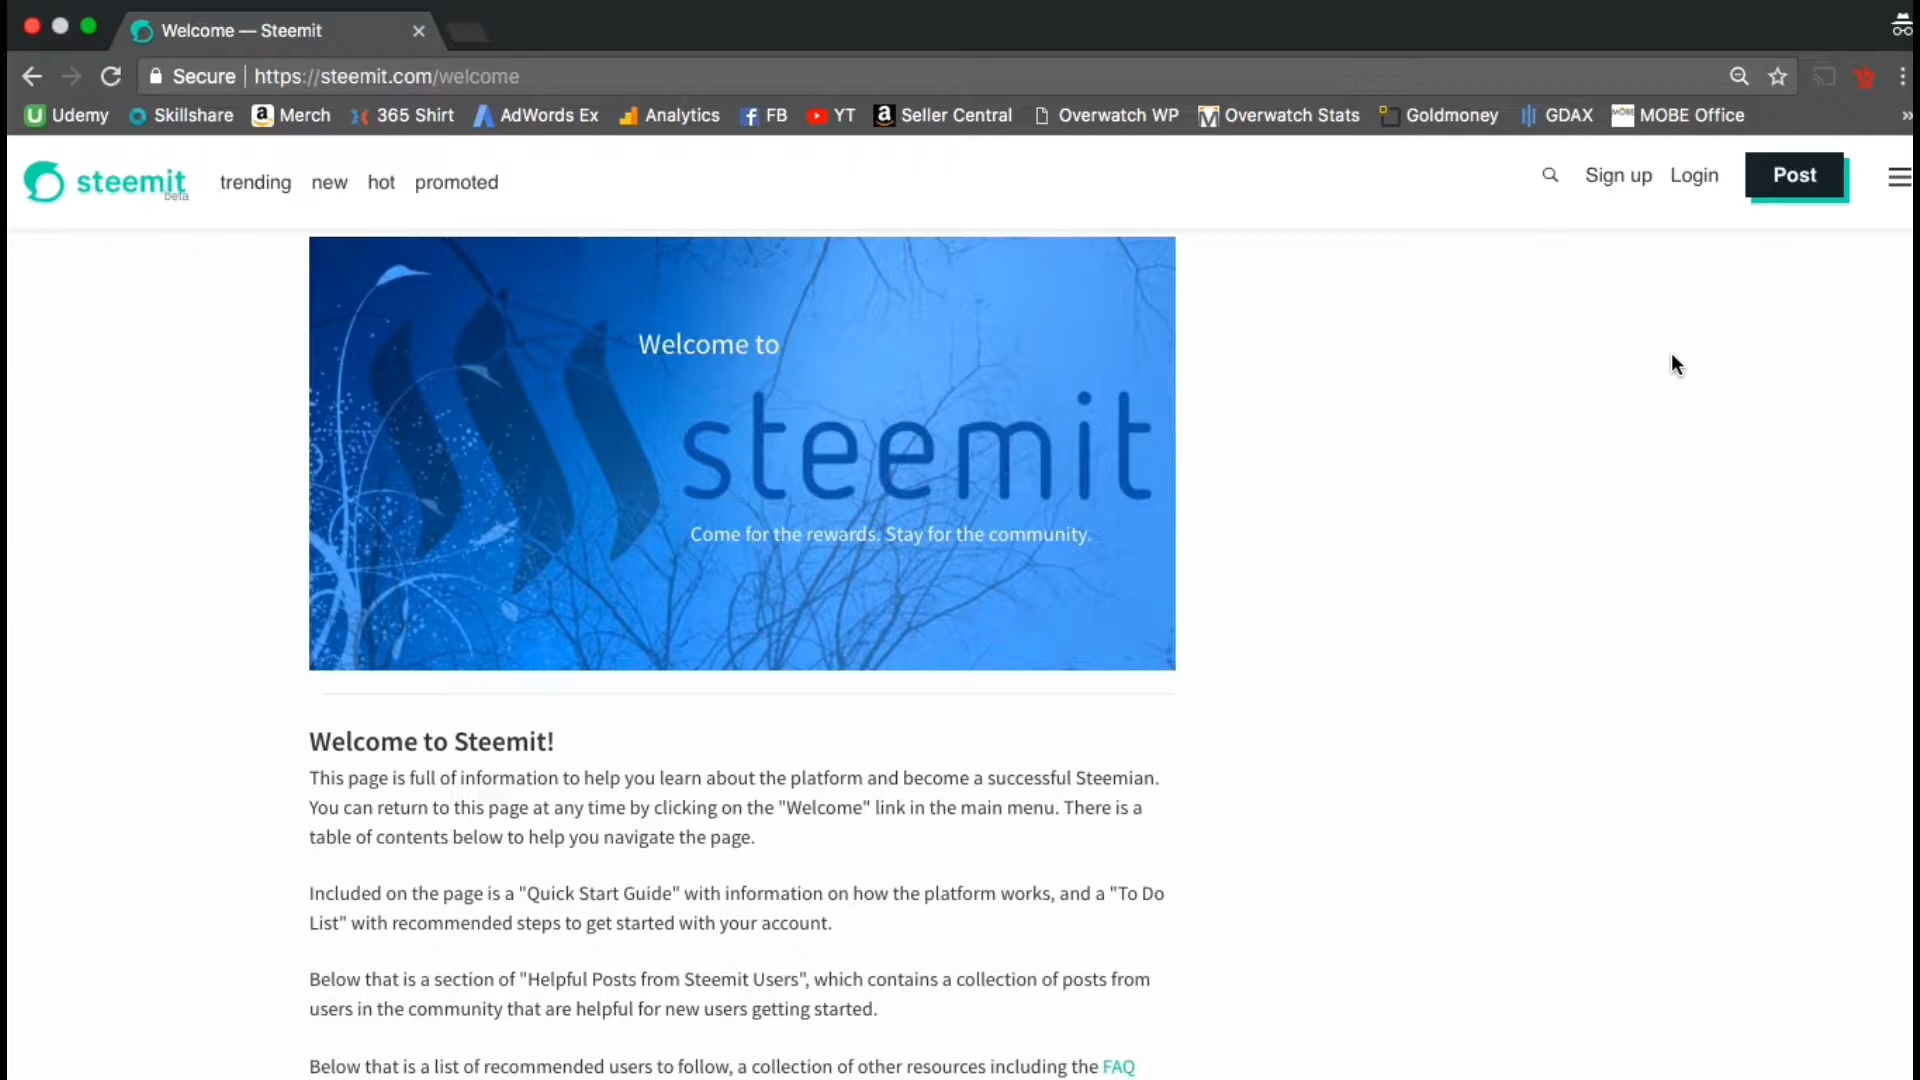 Welcome — Steemit
Secure https://steemit.com/welcome
Udemy Skillshare Merch 365 Shirt AdWords Ex Analytics FB YT Seller Central Overwatch WP Overwatch Stats Goldmoney GDAX MOBE Office »
steemit beta trending new hot promoted Sign up Login Post
Welcome to
steemit
Come for the rewards. Stay for the community.
Welcome to Steemit!
This page is full of information to help you learn about the platform and become a successful Steemian.
You can return to this page at any time by clicking on the "Welcome" link in the main menu. There is a
table of contents below to help you navigate the page.
Included on the page is a "Quick Start Guide" with information on how the platform works, and a "To Do
List" with recommended steps to get started with your account.
Below that is a section of "Helpful Posts from Steemit Users", which contains a collection of posts from
users in the community that are helpful for new users getting started.
Below that is a list of recommended users to follow, a collection of other resources including the FAQ